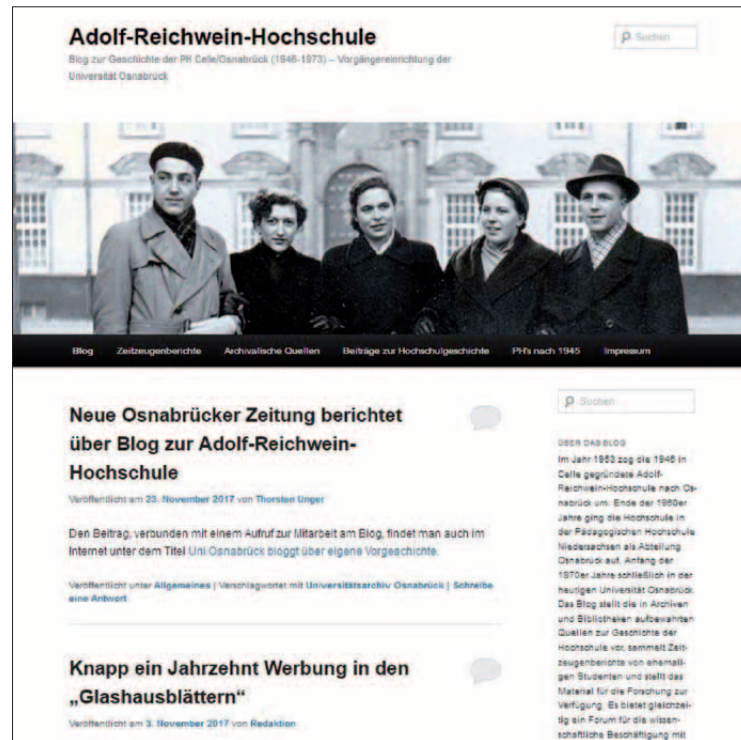 Adolf-Reichwein-Hochschule
Suchen
Blog zur Geschichte der PH Celle/Osnabrück (1946-1973) – Vorgängereinrichtung der
Universität Osnabrück
Blog Zeitzeugenberichte Archivalische Quellen Beiträge zur Hochschulgeschichte PH's nach 1945 Impressum
Neue Osnabrücker Zeitung berichtet
über Blog zur Adolf-Reichwein-
Hochschule
Veröffentlicht am 23. November 2017 von Thorsten Unger
Den Beitrag, verbunden mit einem Aufruf zur Mitarbeit am Blog, findet man auch im
Internet unter dem Titel Uni Osnabrück bloggt über eigene Vorgeschichte.
Veröffentlicht unter Allgemeines | Verschlagwortet mit Universitätsarchiv Osnabrück | Schreibe
eine Antwort
Knapp ein Jahrzehnt Werbung in den
„Glashausblättern“
Veröffentlicht am 3. November 2017 von Redaktion
Suchen
ÜBER DAS BLOG
Im Jahr 1953 zog die 1946 in
Celle gegründete Adolf-
Reichwein-Hochschule nach Os-
nabrück um. Ende der 1960er
Jahre ging die Hochschule in
der Pädagogischen Hochschule
Niedersachsen als Abteilung
Osnabrück auf, Anfang der
1970er Jahre schließlich in der
heutigen Universität Osnabrück.
Das Blog stellt die in Archiven
und Bibliotheken aufbewahrten
Quellen zur Geschichte der
Hochschule vor, sammelt Zeit-
zeugenberichte von ehemali-
gen Studenten und stellt das
Material für die Forschung zur
Verfügung. Es bietet gleichzei-
tig ein Forum für die wissen-
schaftliche Beschäftigung mit